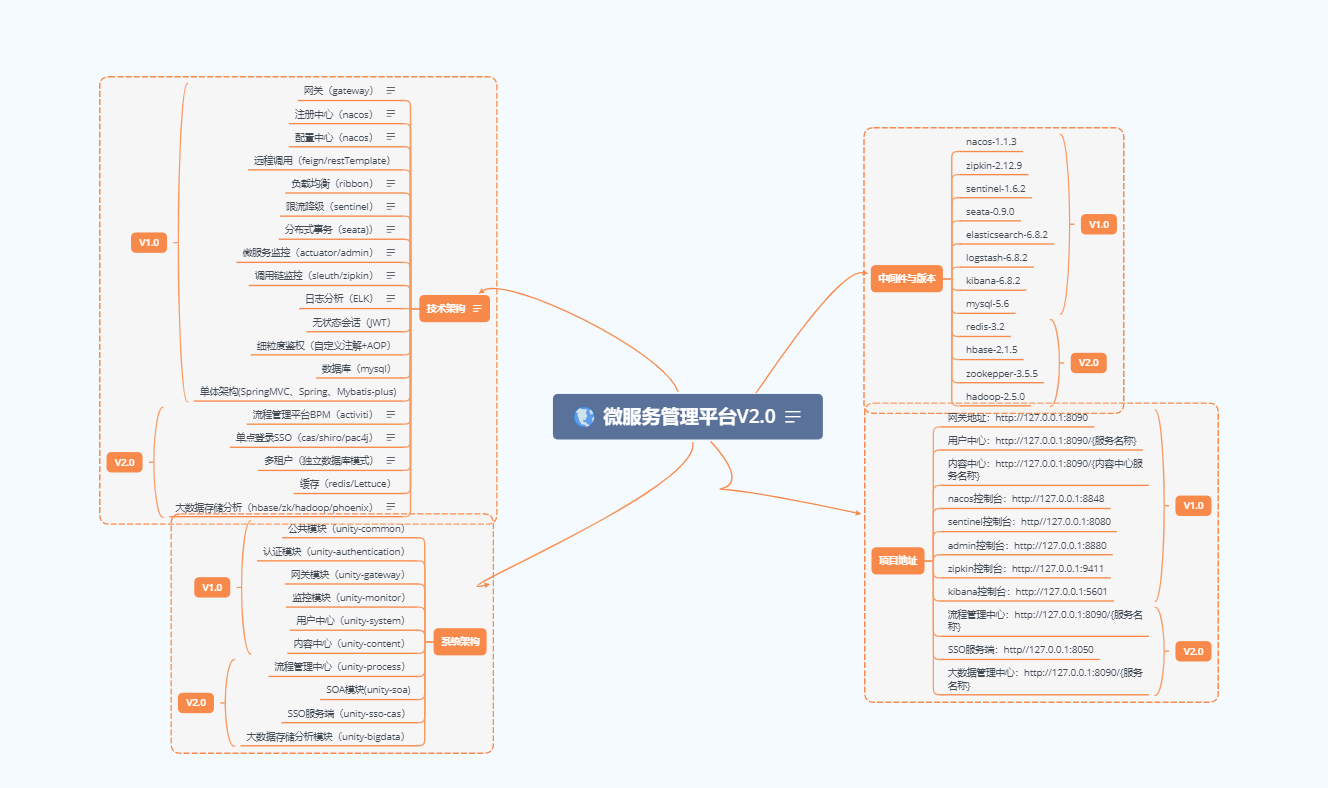 微服务管理平台V2.0
技术架构
V1.0
网关（gateway）
注册中心（nacos）
配置中心（nacos）
远程调用（feign/restTemplate）
负载均衡（ribbon）
限流降级（sentinel）
分布式事务（seata)）
微服务监控（actuator/admin）
调用链监控（sleuth/zipkin）
日志分析（ELK）
无状态会话（JWT）
细粒度鉴权（自定义注解+AOP）
数据库（mysql）
单体架构(SpringMVC、Spring、Mybatis-plus)
V2.0
流程管理平台BPM（activiti）
单点登录SSO（cas/shiro/pac4j）
多租户（独立数据库模式）
缓存（redis/Lettuce）
大数据存储分析（hbase/zk/hadoop/phoenix）
系统架构
V1.0
公共模块（unity-common）
认证模块（unity-authentication）
网关模块（unity-gateway）
监控模块（unity-monitor）
用户中心（unity-system）
内容中心（unity-content）
V2.0
流程管理中心（unity-process）
SOA模块(unity-soa)
SSO服务端（unity-sso-cas）
大数据存储分析模块（unity-bigdata）
中间件与版本
nacos-1.1.3
zipkin-2.12.9
sentinel-1.6.2
seata-0.9.0
elasticsearch-6.8.2
logstash-6.8.2
kibana-6.8.2
mysql-5.6
V1.0
redis-3.2
hbase-2.1.5
zookepper-3.5.5
hadoop-2.5.0
V2.0
项目地址
网关地址：http://127.0.0.1:8090
用户中心：http://127.0.0.1:8090/{服务名称}
内容中心：http://127.0.0.1:8090/{内容中心服
务名称}
nacos控制台：http://127.0.0.1:8848
sentinel控制台：http//127.0.0.1:8080
admin控制台：http://127.0.0.1:8880
zipkin控制台：http://127.0.0.1:9411
kibana控制台：http://127.0.0.1:5601
V1.0
流程管理中心：http://127.0.0.1:8090/{服务名
称}
SSO服务端：http//127.0.0.1:8050
大数据管理中心：http://127.0.0.1:8090/{服务
名称}
V2.0